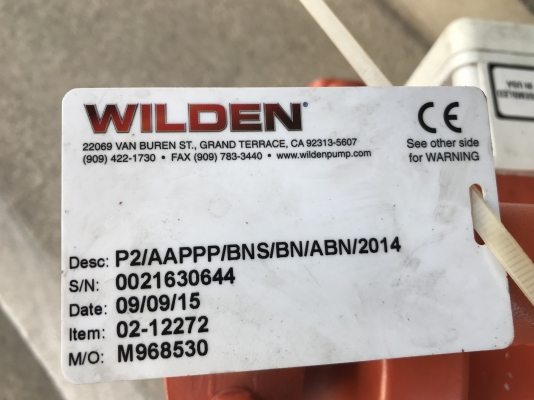 WILDEN®
22069 VAN BUREN ST., GRAND TERRACE, CA 92313-5607
(909) 422-1730 • FAX (909) 783-3440 • www.wildenpump.com
CE
See other side
for WARNING
Desc: P2/AAPPP/BNS/BN/ABN/2014
S/N: 0021630644
Date: 09/09/15
Item: 02-12272
M/O: M968530
IN USA